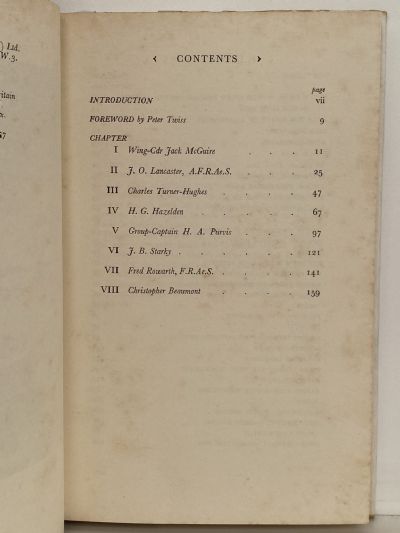 ) Ltd.
W.3.
ritain
x.
57
‹ CONTENTS ›
page
INTRODUCTION vii
FOREWORD by Peter Twiss 9
CHAPTER
I Wing-Cdr Jack McGuire . . . 11
II J. O. Lancaster, A.F.R.Ae.S. . . . 25
III Charles Turner-Hughes . . . 47
IV H. G. Hazelden . . . . . 67
V Group-Captain H. A. Purvis . . . 97
VI J. B. Starky . . . . . . 121
VII Fred Rowarth, F.R.Ae.S. . . . . 141
VIII Christopher Beaumont . . . . 159